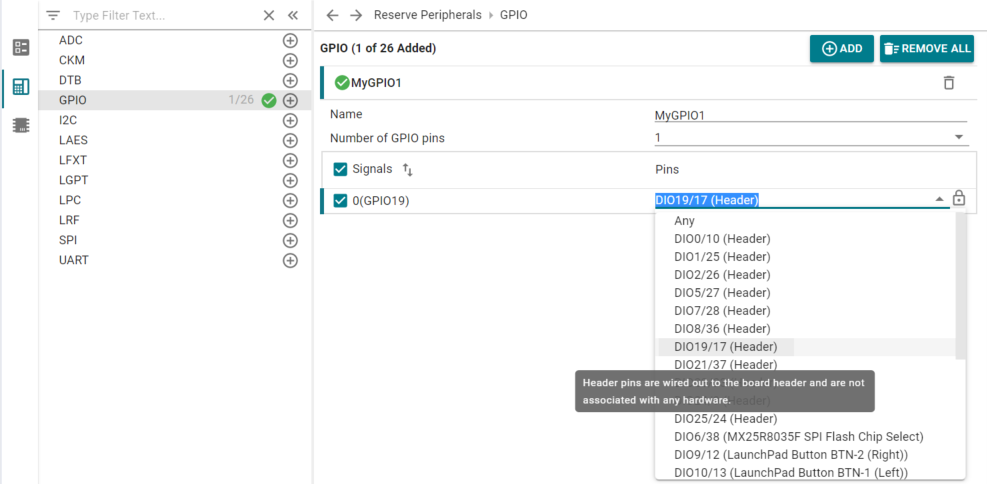 Type Filter Text...
ADC
CKM
DTB
GPIO 1/26
I2C
LAES
LFXT
LGPT
LPC
LRF
SPI
UART
Reserve Peripherals GPIO
GPIO (1 of 26 Added) ADD REMOVE ALL
MyGPIO1
Name MyGPIO1
Number of GPIO pins 1
Signals Pins
0(GPIO19) DIO19/17 (Header)
Any
DIO0/10 (Header)
DIO1/25 (Header)
DIO2/26 (Header)
DIO5/27 (Header)
DIO7/28 (Header)
DIO8/36 (Header)
DIO19/17 (Header)
DIO21/37 (Header)
Header pins are wired out to the board header and are not
associated with any hardware.
DIO25/24 (Header)
DIO6/38 (MX25R8035F SPI Flash Chip Select)
DIO9/12 (LaunchPad Button BTN-2 (Right))
DIO10/13 (LaunchPad Button BTN-1 (Left))